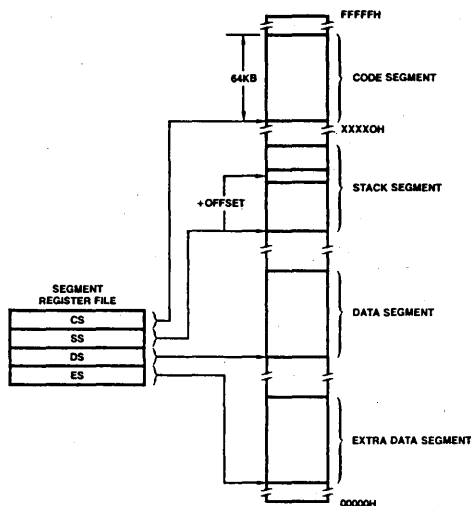 FFFFFH
64KB
CODE SEGMENT
XXXX0H
STACK SEGMENT
+OFFSET
SEGMENT
REGISTER FILE
CS
SS
DS
ES
DATA SEGMENT
EXTRA DATA SEGMENT
00000H